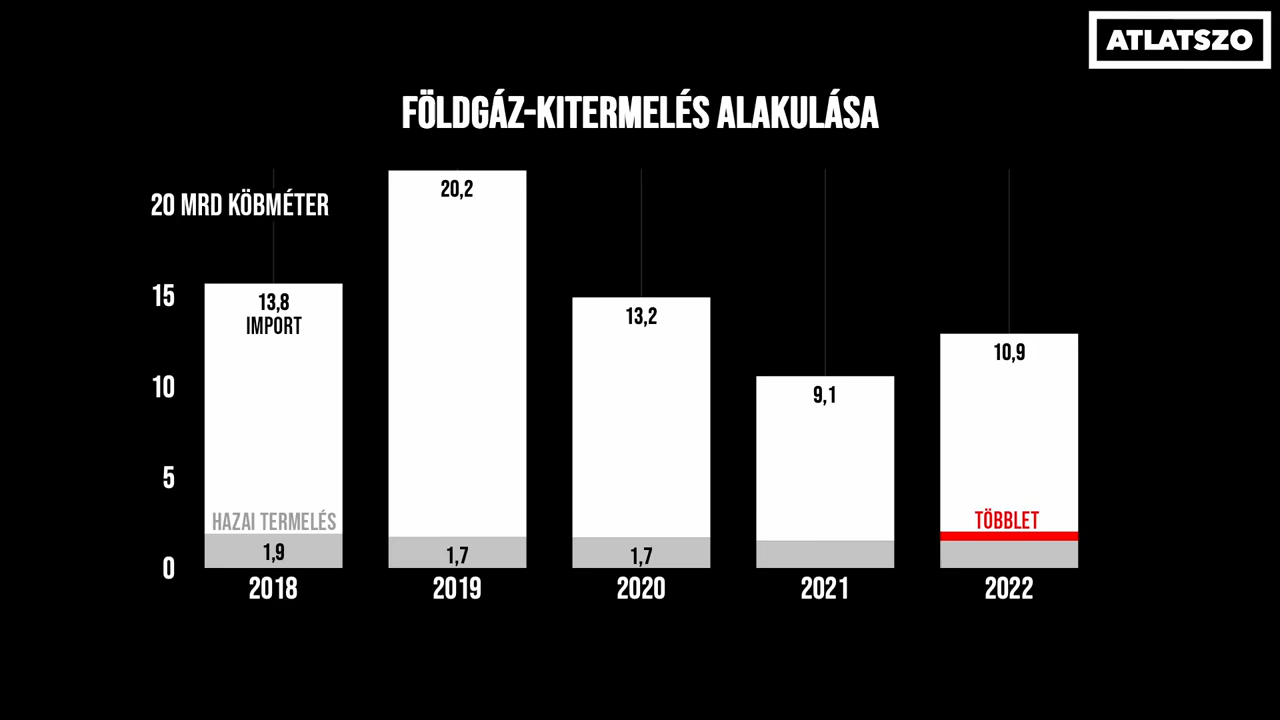 ATLATSZO
FÖLDGÁZ-KITERMELÉS ALAKULÁSA
20 MRD KÖBMÉTER
15
10
5
0
13,8
IMPORT
HAZAI TERMELÉS
1,9
20,2
1,7
13,2
1,7
9,1
10,9
TÖBBLET
2018
2019
2020
2021
2022